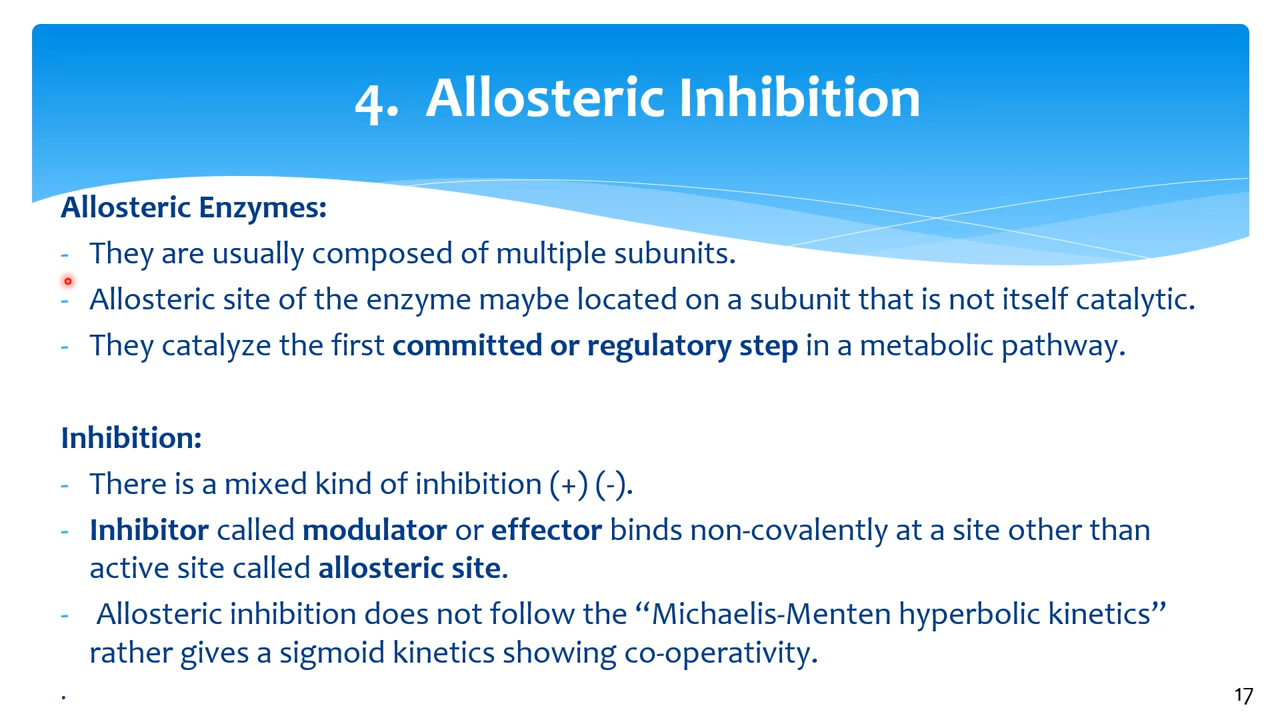 4. Allosteric Inhibition
Allosteric Enzymes:
- They are usually composed of multiple subunits.
- Allosteric site of the enzyme maybe located on a subunit that is not itself catalytic.
- They catalyze the first committed or regulatory step in a metabolic pathway.
Inhibition:
- There is a mixed kind of inhibition (+) (-).
- Inhibitor called modulator or effector binds non-covalently at a site other than
active site called allosteric site.
- Allosteric inhibition does not follow the “Michaelis-Menten hyperbolic kinetics”
rather gives a sigmoid kinetics showing co-operativity.
.
17